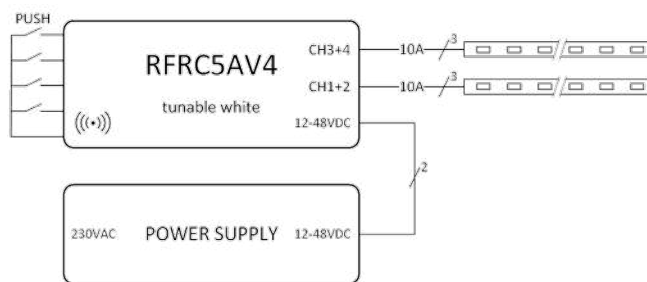 PUSH
RFRC5AV4
tunable white
CH3+4
10A
3
CH1+2
10A
3
12-48VDC
2
230VAC
POWER SUPPLY
12-48VDC